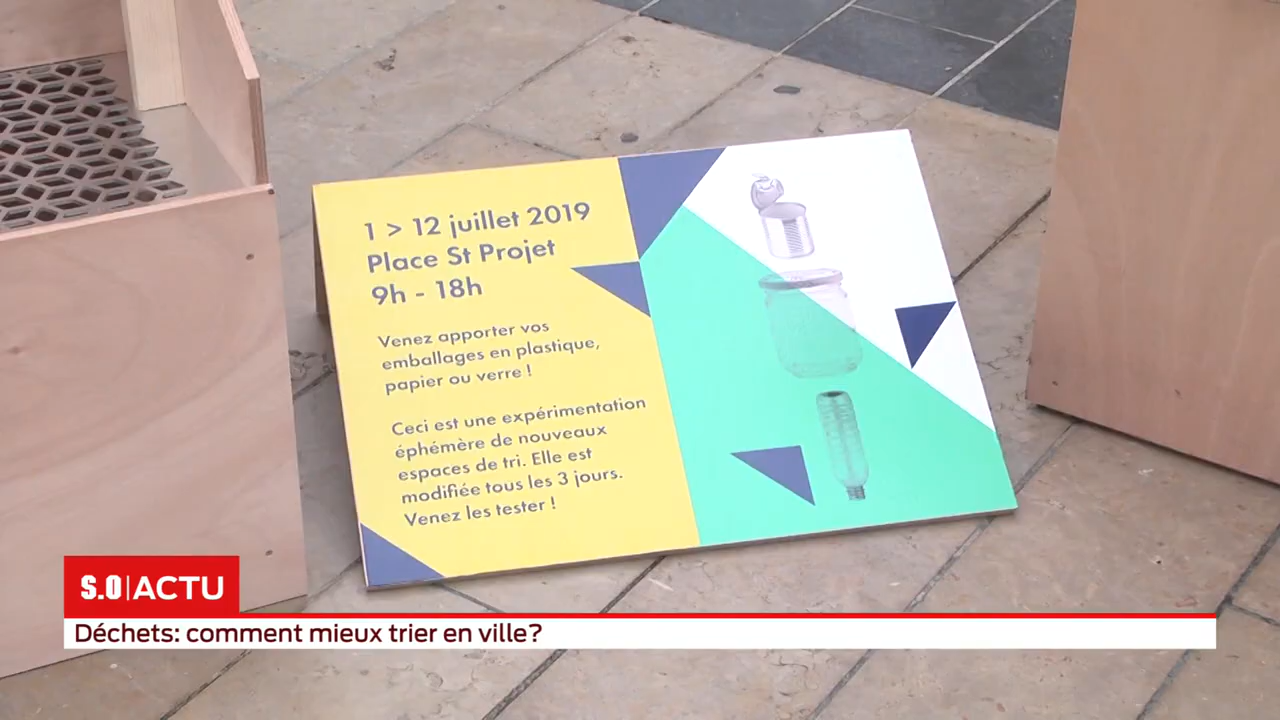 1 > 12 juillet 2019
Place St Projet
9h - 18h
Venez apporter vos
emballages en plastique,
papier ou verre !
Ceci est une expérimentation
éphémère de nouveaux
espaces de tri. Elle est
modifiée tous les 3 jours.
Venez les tester !
S.O|ACTU
Déchets: comment mieux trier en ville?